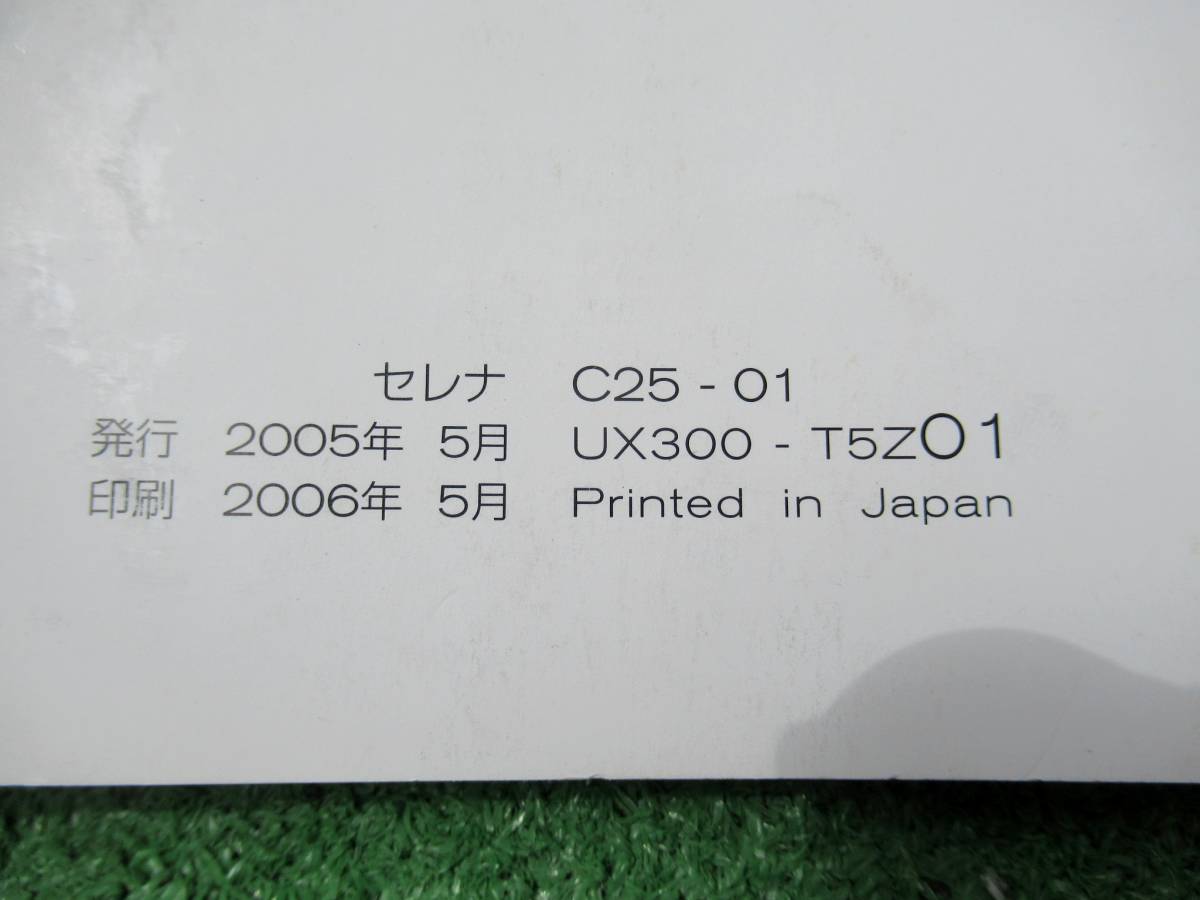 セレナ C25 - 01
発行 2005年 5月 UX300 - T5Z01
印刷 2006年 5月 Printed in Japan